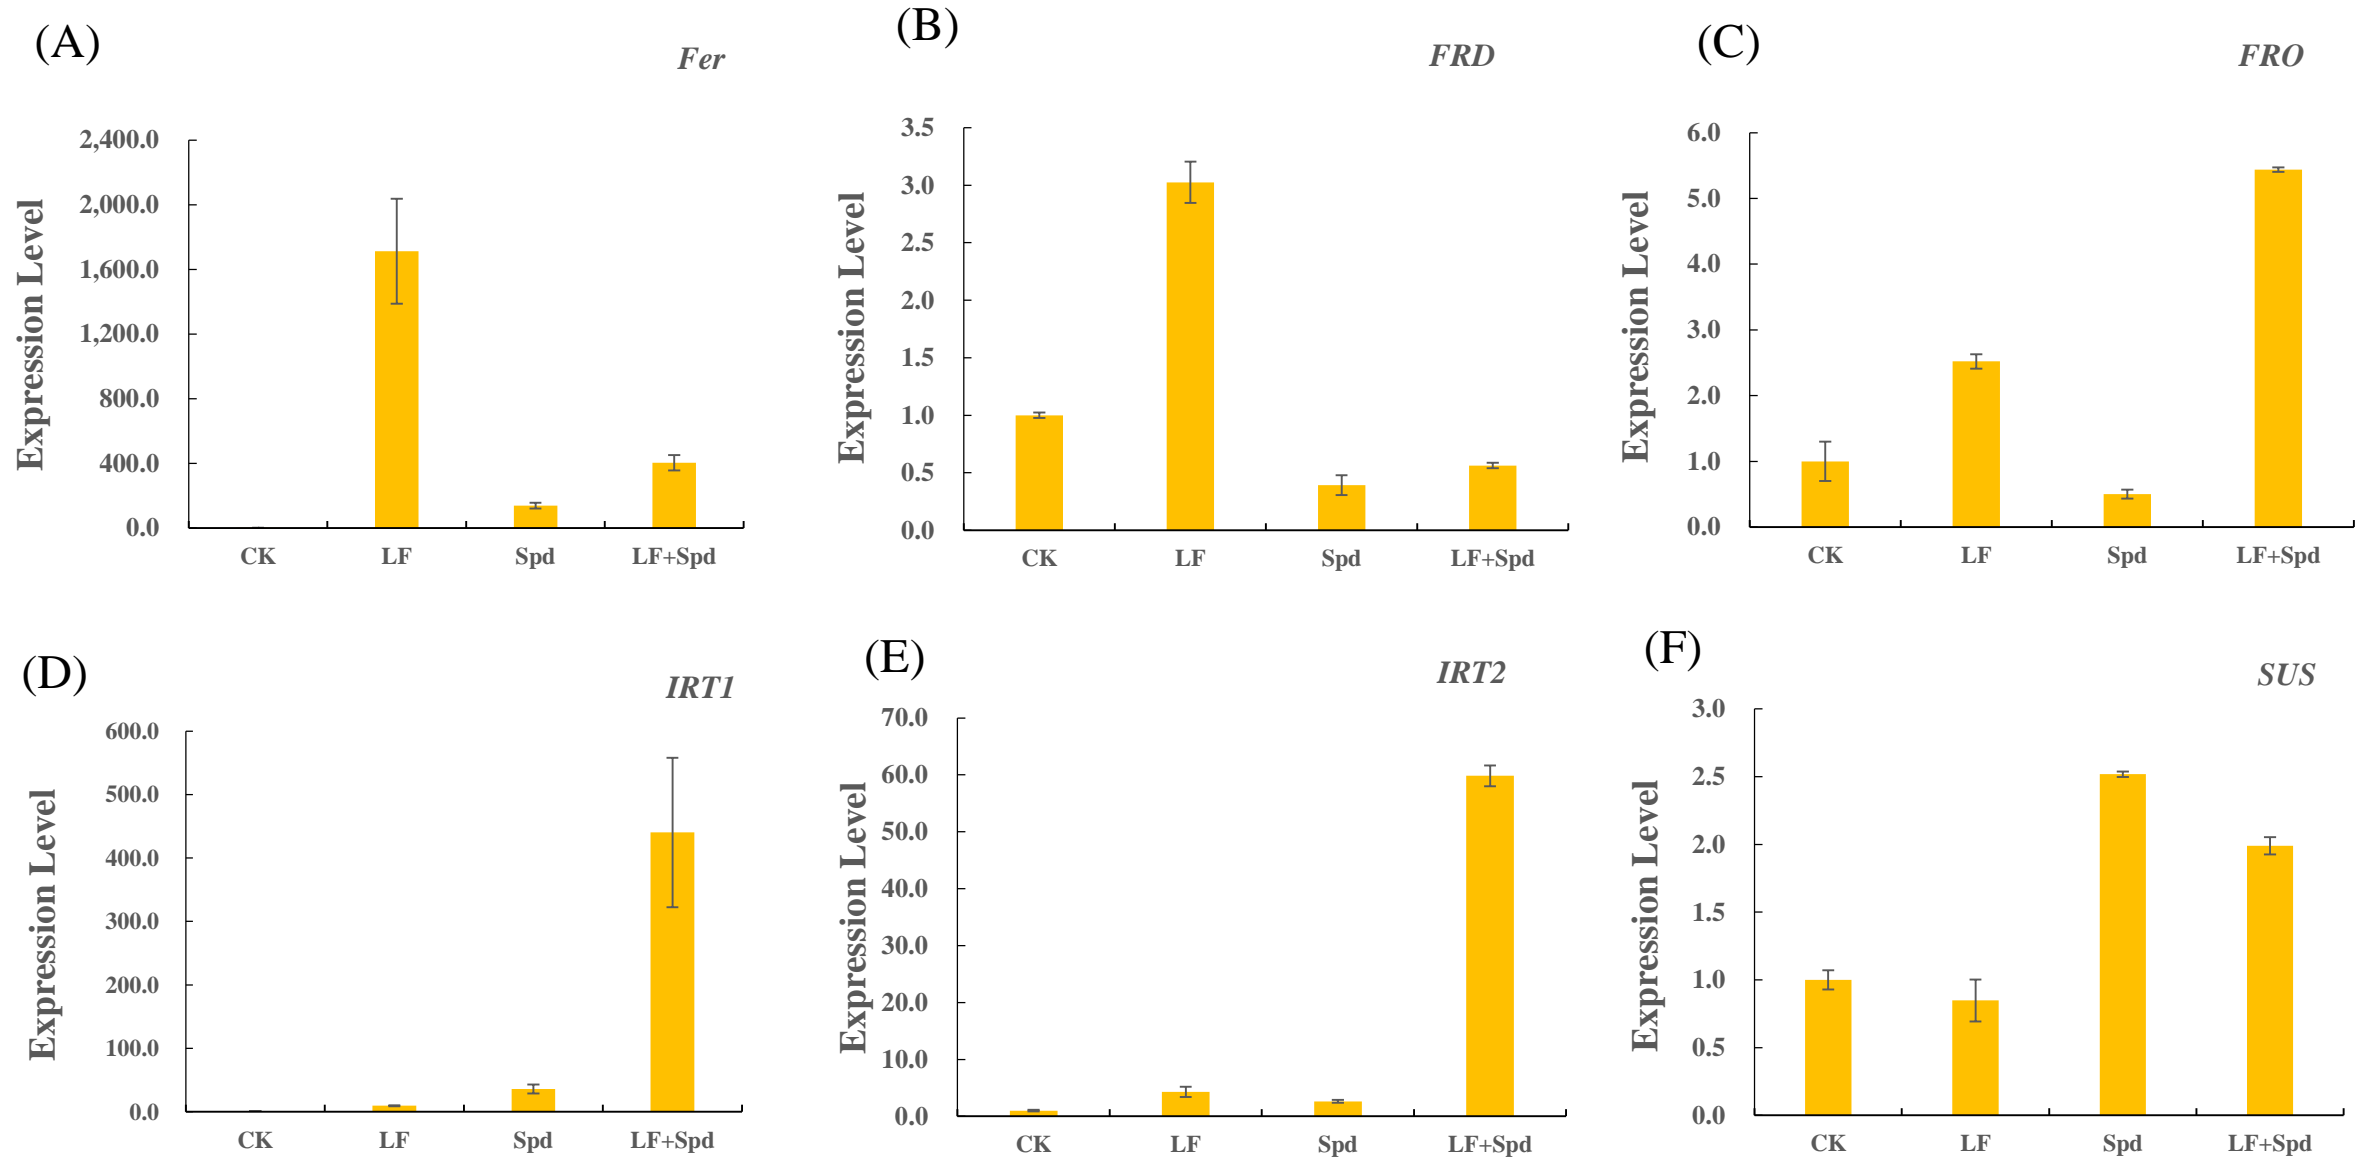 (A)
Fer
Expression Level
2,400.0
2,000.0
1,600.0
1,200.0
800.0
400.0
0.0
CK LF Spd LF+Spd
(B)
FRD
Expression Level
3.5
3.0
2.5
2.0
1.5
1.0
0.5
0.0
CK LF Spd LF+Spd
(C)
FRO
Expression Level
6.0
5.0
4.0
3.0
2.0
1.0
0.0
CK LF Spd LF+Spd
(D)
IRT1
Expression Level
600.0
500.0
400.0
300.0
200.0
100.0
0.0
CK LF Spd LF+Spd
(E)
IRT2
Expression Level
70.0
60.0
50.0
40.0
30.0
20.0
10.0
0.0
CK LF Spd LF+Spd
(F)
SUS
Expression Level
3.0
2.5
2.0
1.5
1.0
0.5
0.0
CK LF Spd LF+Spd